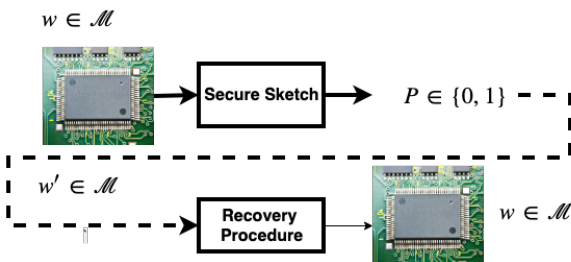 w ∈ ℳ
Secure Sketch
P ∈ {0, 1}
w′ ∈ ℳ
Recovery
Procedure
w ∈ ℳ